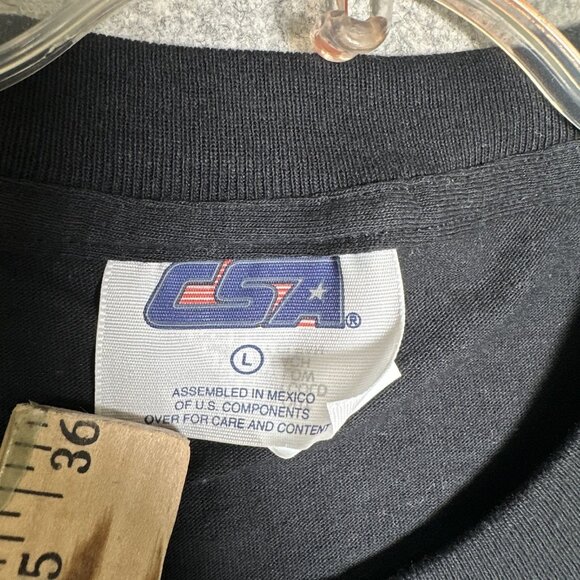 CSA®
L
ASSEMBLED IN MEXICO
OF U.S. COMPONENTS
OVER FOR CARE AND CONTENT
36
5